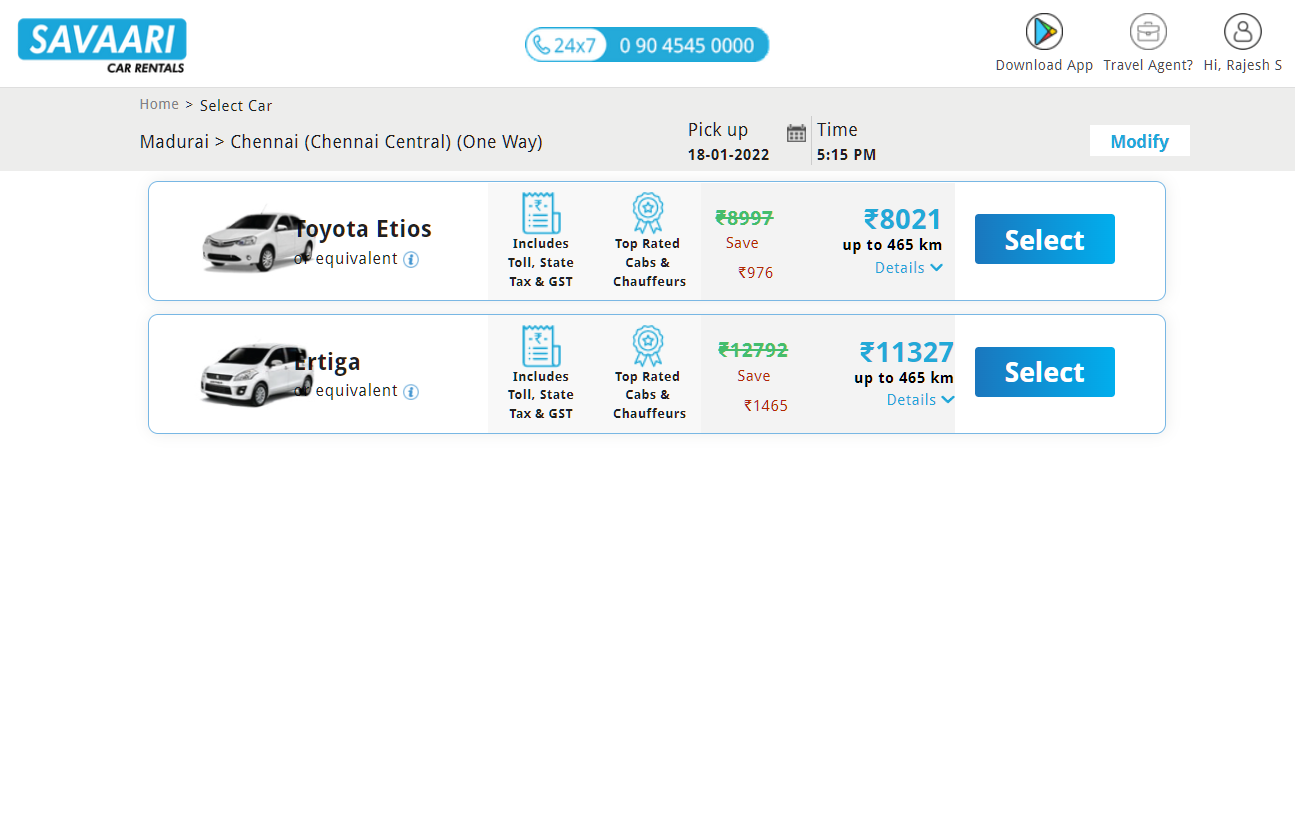 SAVAARI
CAR RENTALS
24x7 0 90 4545 0000
Download App
Travel Agent?
Hi, Rajesh S
Home > Select Car
Madurai > Chennai (Chennai Central) (One Way)
Pick up
18-01-2022
Time
5:15 PM
Modify
Toyota Etios
or equivalent i
Includes
Toll, State
Tax & GST
Top Rated
Cabs &
Chauffeurs
₹8997
Save
₹976
₹8021
up to 465 km
Details
Select
Ertiga
or equivalent i
Includes
Toll, State
Tax & GST
Top Rated
Cabs &
Chauffeurs
₹12792
Save
₹1465
₹11327
up to 465 km
Details
Select